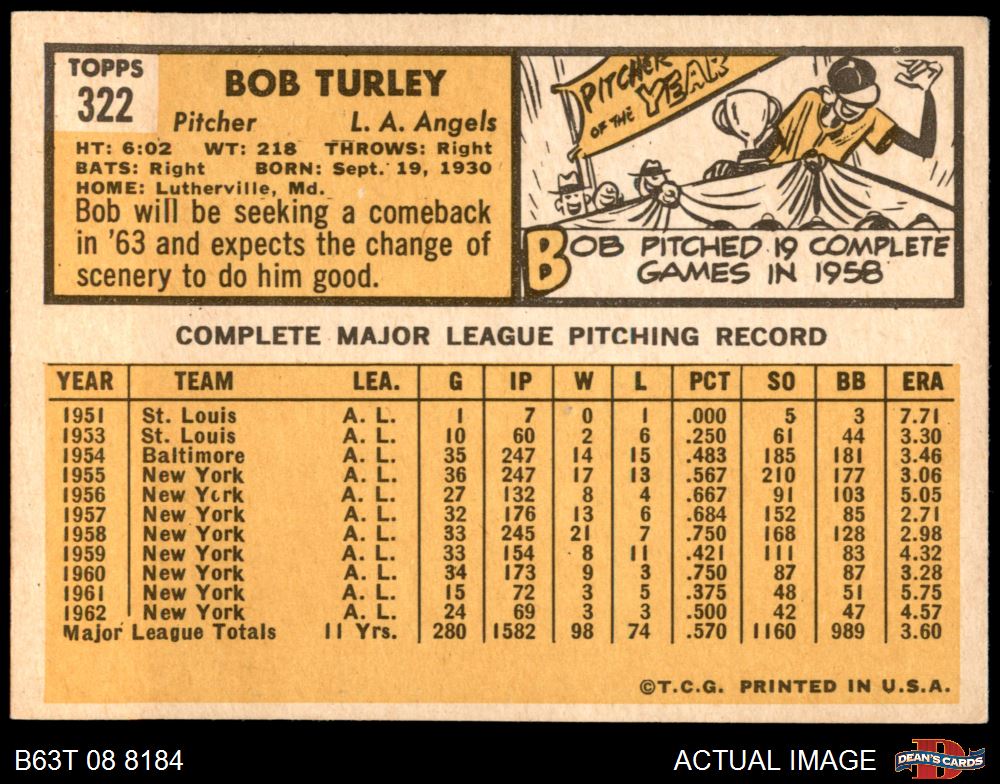 TOPPS
322
BOB TURLEY
Pitcher L. A. Angels
HT: 6:02 WT: 218 THROWS: Right
BATS: Right BORN: Sept. 19, 1930
HOME: Lutherville, Md.
Bob will be seeking a comeback
in '63 and expects the change of
scenery to do him good.
PITCHER
OF THE YEAR
BOB PITCHED 19 COMPLETE
GAMES IN 1958
COMPLETE MAJOR LEAGUE PITCHING RECORD
YEAR TEAM LEA. G IP W L PCT SO BB ERA
1951 St. Louis A. L. 1 7 0 1 .000 5 3 7.71
1953 St. Louis A. L. 10 60 2 6 .250 61 44 3.30
1954 Baltimore A. L. 35 247 14 15 .483 185 181 3.46
1955 New York A. L. 36 247 17 13 .567 210 177 3.06
1956 New York A. L. 27 132 8 4 .667 91 103 5.05
1957 New York A. L. 32 176 13 6 .684 152 85 2.71
1958 New York A. L. 33 245 21 7 .750 168 128 2.98
1959 New York A. L. 33 154 8 11 .421 111 83 4.32
1960 New York A. L. 34 173 9 3 .750 87 87 3.28
1961 New York A. L. 15 72 3 5 .375 48 51 5.75
1962 New York A. L. 24 69 3 3 .500 42 47 4.57
Major League Totals 11 Yrs. 280 1582 98 74 .570 1160 989 3.60
©T.C.G. PRINTED IN U.S.A.
B63T 08 8184 ACTUAL IMAGE
D
DEAN'S CARDS